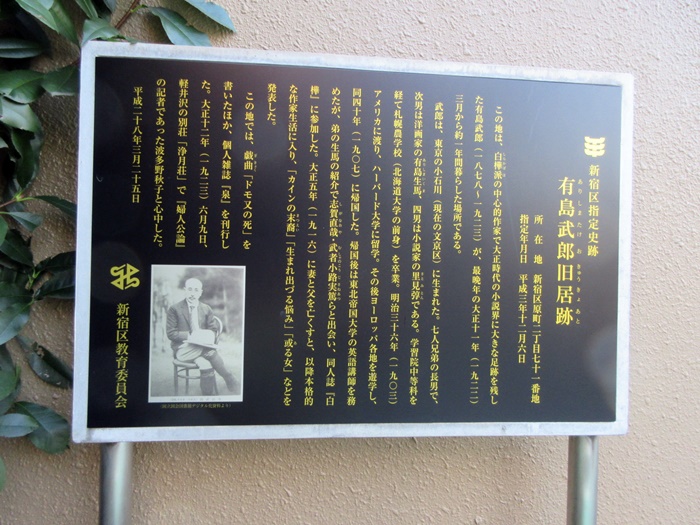 新宿区指定史跡
有島武郎旧居跡
ありしまたけおきゅうきょあと
所在地 新宿区原町二丁目七十一番地
指定年月日 平成三年十二月六日
この地は、白樺派の中心的作家で大正時代の小説界に大きな足跡を残し
た有島武郎(一八七八~一九二三)が、最晩年の大正十一年(一九二二)
三月から約一年間暮らした場所である。
武郎は、東京の小石川(現在の文京区)に生まれた。七人兄弟の長男で、
次男は洋画家の有島生馬、四男は小説家の里見弴である。学習院中等科を
経て札幌農学校(北海道大学の前身)を卒業。明治三十六年(一九〇三)
アメリカに渡り、ハーバード大学に留学。その後ヨーロッパ各地を遊学し、
同四十年(一九〇七)に帰国した。帰国後は東北帝国大学の英語講師を務
めたが、弟の生馬の紹介で志賀直哉・武者小路実篤らと出会い、同人誌『白
樺』に参加した。大正五年(一九一六)に妻と父を亡くすと、以降本格的
な作家生活に入り、「カインの末裔」「生まれ出づる悩み」「或る女」などを
発表した。
この地では、戯曲「ドモ又の死」を
書いたほか、個人雑誌『泉』を刊行し
た。大正十二年(一九二三)六月九日、
軽井沢の別荘「浄月荘」で『婦人公論』
の記者であった波多野秋子と心中した。
平成二十八年三月二十五日
新宿区教育委員会